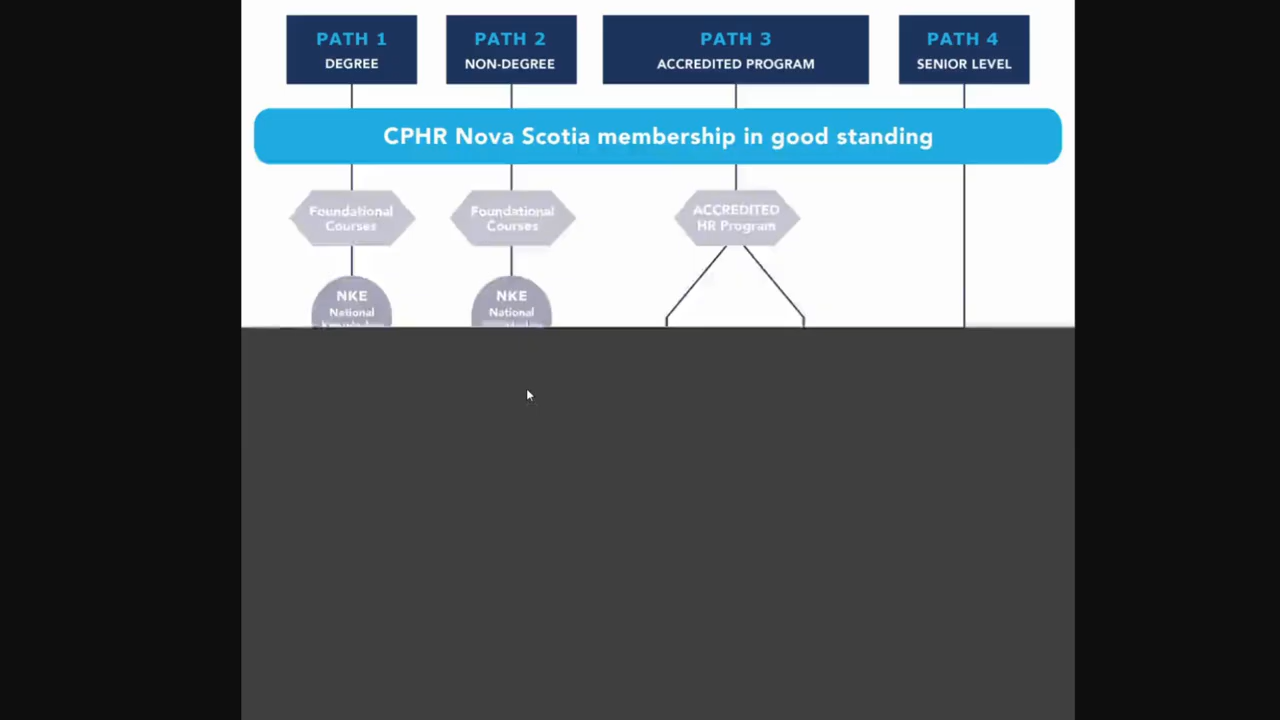 PATH 1
DEGREE
PATH 2
NON-DEGREE
PATH 3
ACCREDITED PROGRAM
PATH 4
SENIOR LEVEL
CPHR Nova Scotia membership in good standing
Foundational
Courses
Foundational
Courses
ACCREDITED
HR Program
NKE
National
NKE
National